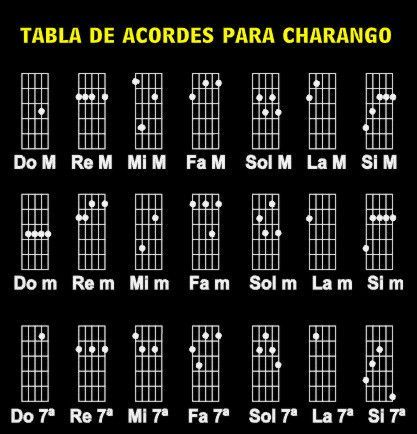 TABLA DE ACORDES PARA CHARANGO
Do M Re M Mi M Fa M Sol M La M Si M
Do m Re m Mi m Fa m Sol m La m Si m
Do 7ª Re 7ª Mi 7ª Fa 7ª Sol 7ª La 7ª Si 7ª